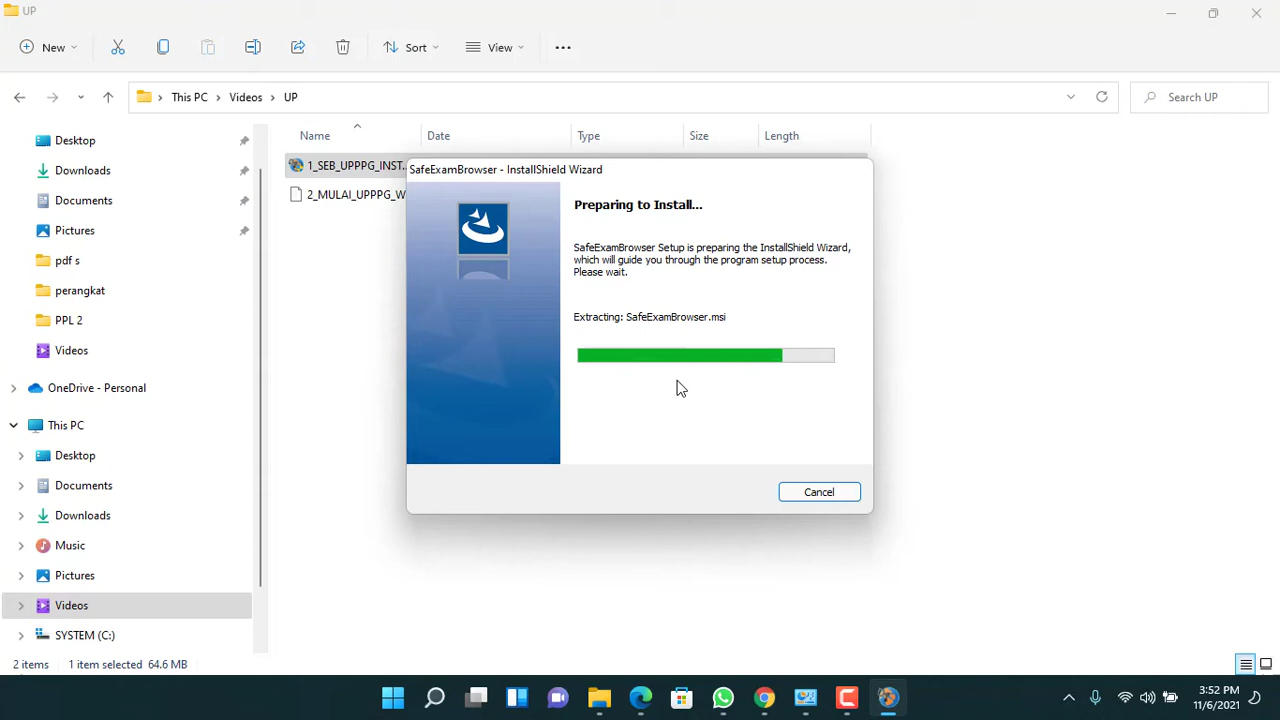 UP
New
Sort
View
This PC > Videos > UP
Search UP
Name
Date
Type
Size
Length
Desktop
Downloads
Documents
Pictures
pdf s
perangkat
PPL 2
Videos
OneDrive - Personal
This PC
Desktop
Documents
Downloads
Music
Pictures
Videos
SYSTEM (C:)
1_SEB_UPPPG_INST...
2_MULAI_UPPPG_W
SafeExamBrowser - InstallShield Wizard
Preparing to Install...
SafeExamBrowser Setup is preparing the InstallShield Wizard,
which will guide you through the program setup process.
Please wait.
Extracting: SafeExamBrowser.msi
Cancel
2 items
1 item selected 64.6 MB
3:52 PM
11/6/2021